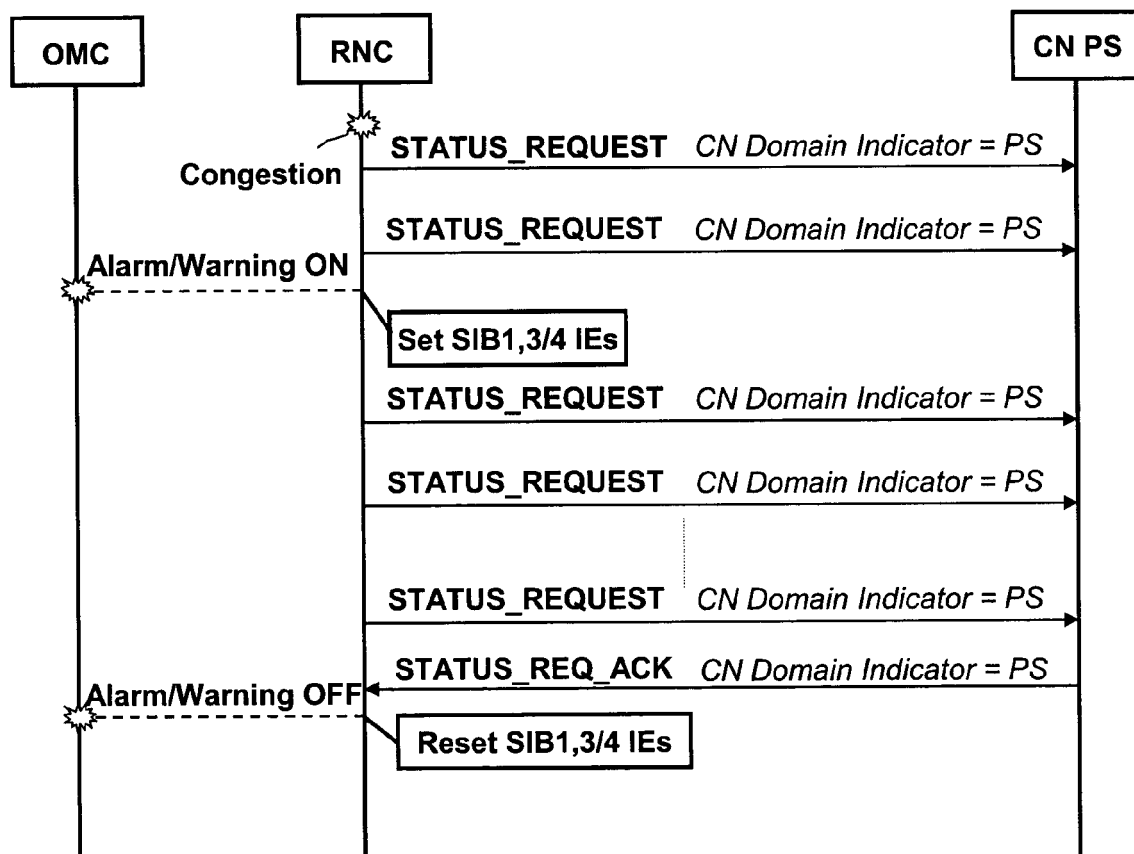 OMC
RNC
CN PS
STATUS_REQUEST CN Domain Indicator = PS
Congestion
STATUS_REQUEST CN Domain Indicator = PS
Alarm/Warning ON
Set SIB1,3/4 IEs
STATUS_REQUEST CN Domain Indicator = PS
STATUS_REQUEST CN Domain Indicator = PS
STATUS_REQUEST CN Domain Indicator = PS
STATUS_REQ_ACK CN Domain Indicator = PS
Alarm/Warning OFF
Reset SIB1,3/4 IEs